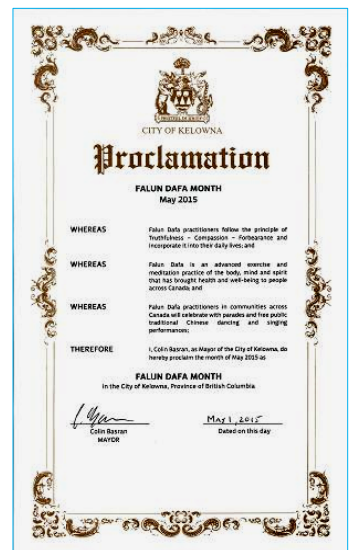 CITY OF KELOWNA
Proclamation
FALUN DAFA MONTH
May 2015
WHEREAS Falun Dafa practitioners follow the principle of
Truthfulness – Compassion – Forbearance and
incorporate it into their daily lives; and
WHEREAS Falun Dafa is an advanced exercise and
meditation practice of the body, mind and spirit
that has brought health and well-being to people
across Canada; and
WHEREAS Falun Dafa practitioners in communities across
Canada will celebrate with parades and free public
traditional Chinese dancing and singing
performances;
THEREFORE I, Colin Basran, as Mayor of the City of Kelowna, do
hereby proclaim the month of May 2015 as
FALUN DAFA MONTH
in the City of Kelowna, Province of British Columbia
May 1, 2015
Colin Basran Dated on this day
MAYOR